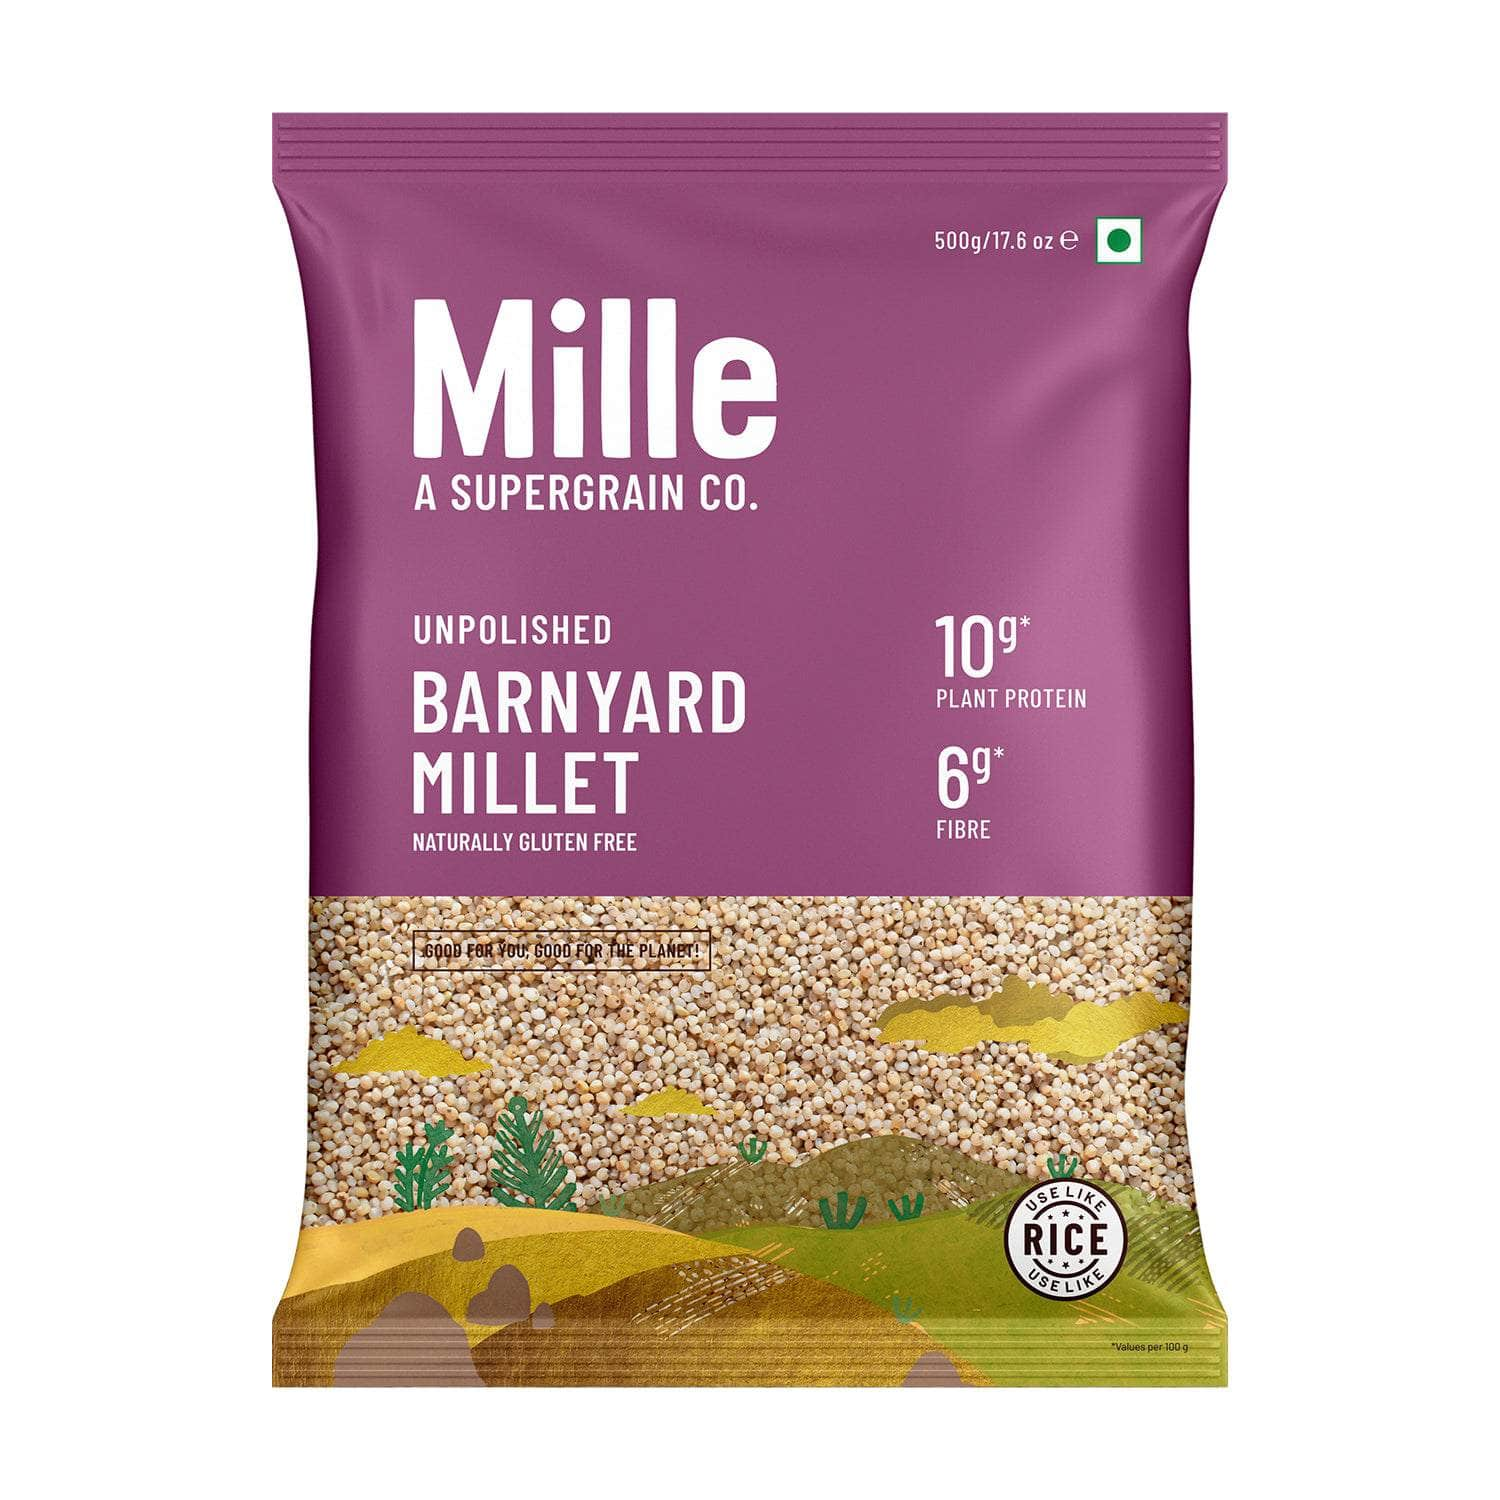 500g/17.6 oz ℮
Mille
A SUPERGRAIN CO.
UNPOLISHED
BARNYARD
MILLET
NATURALLY GLUTEN FREE
10g*
PLANT PROTEIN
6g*
FIBRE
GOOD FOR YOU, GOOD FOR THE PLANET!
USE LIKE
RICE
USE LIKE
*Values per 100 g